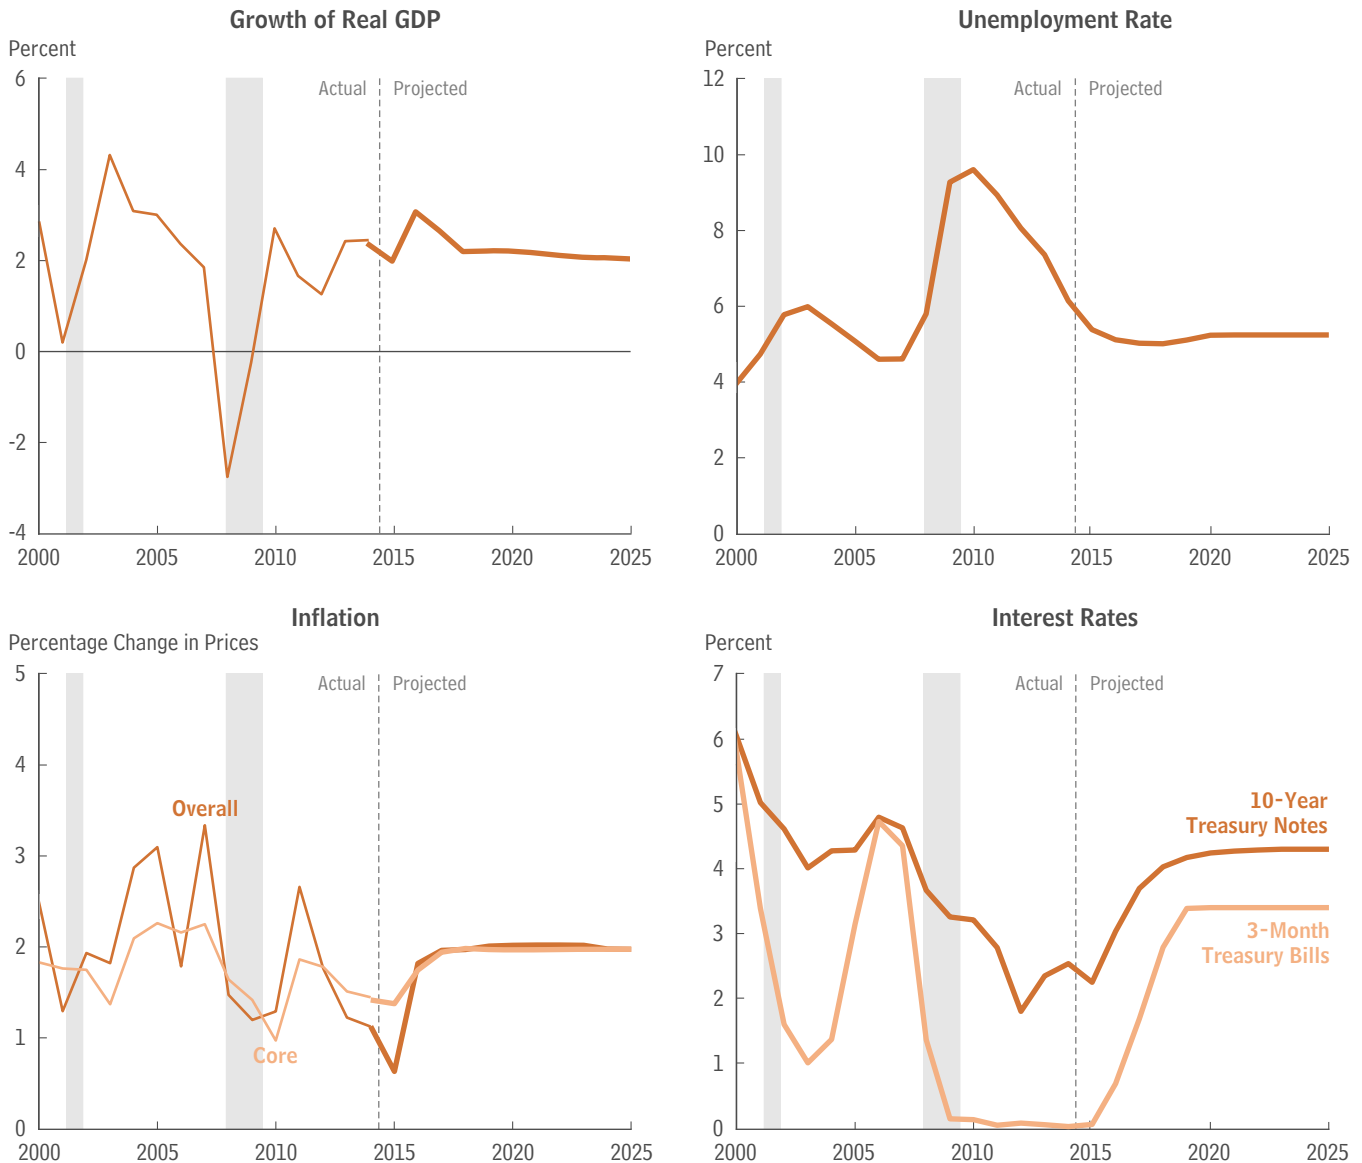 Growth of Real GDP
Percent
6
4
2
0
-2
-4
Actual Projected
2000 2005 2010 2015 2020 2025
Unemployment Rate
Percent
12
10
8
6
4
2
0
Actual Projected
2000 2005 2010 2015 2020 2025
Inflation
Percentage Change in Prices
5
4
3
2
1
0
Actual Projected
Overall
Core
2000 2005 2010 2015 2020 2025
Interest Rates
Percent
7
6
5
4
3
2
1
0
Actual Projected
10-Year
Treasury Notes
3-Month
Treasury Bills
2000 2005 2010 2015 2020 2025